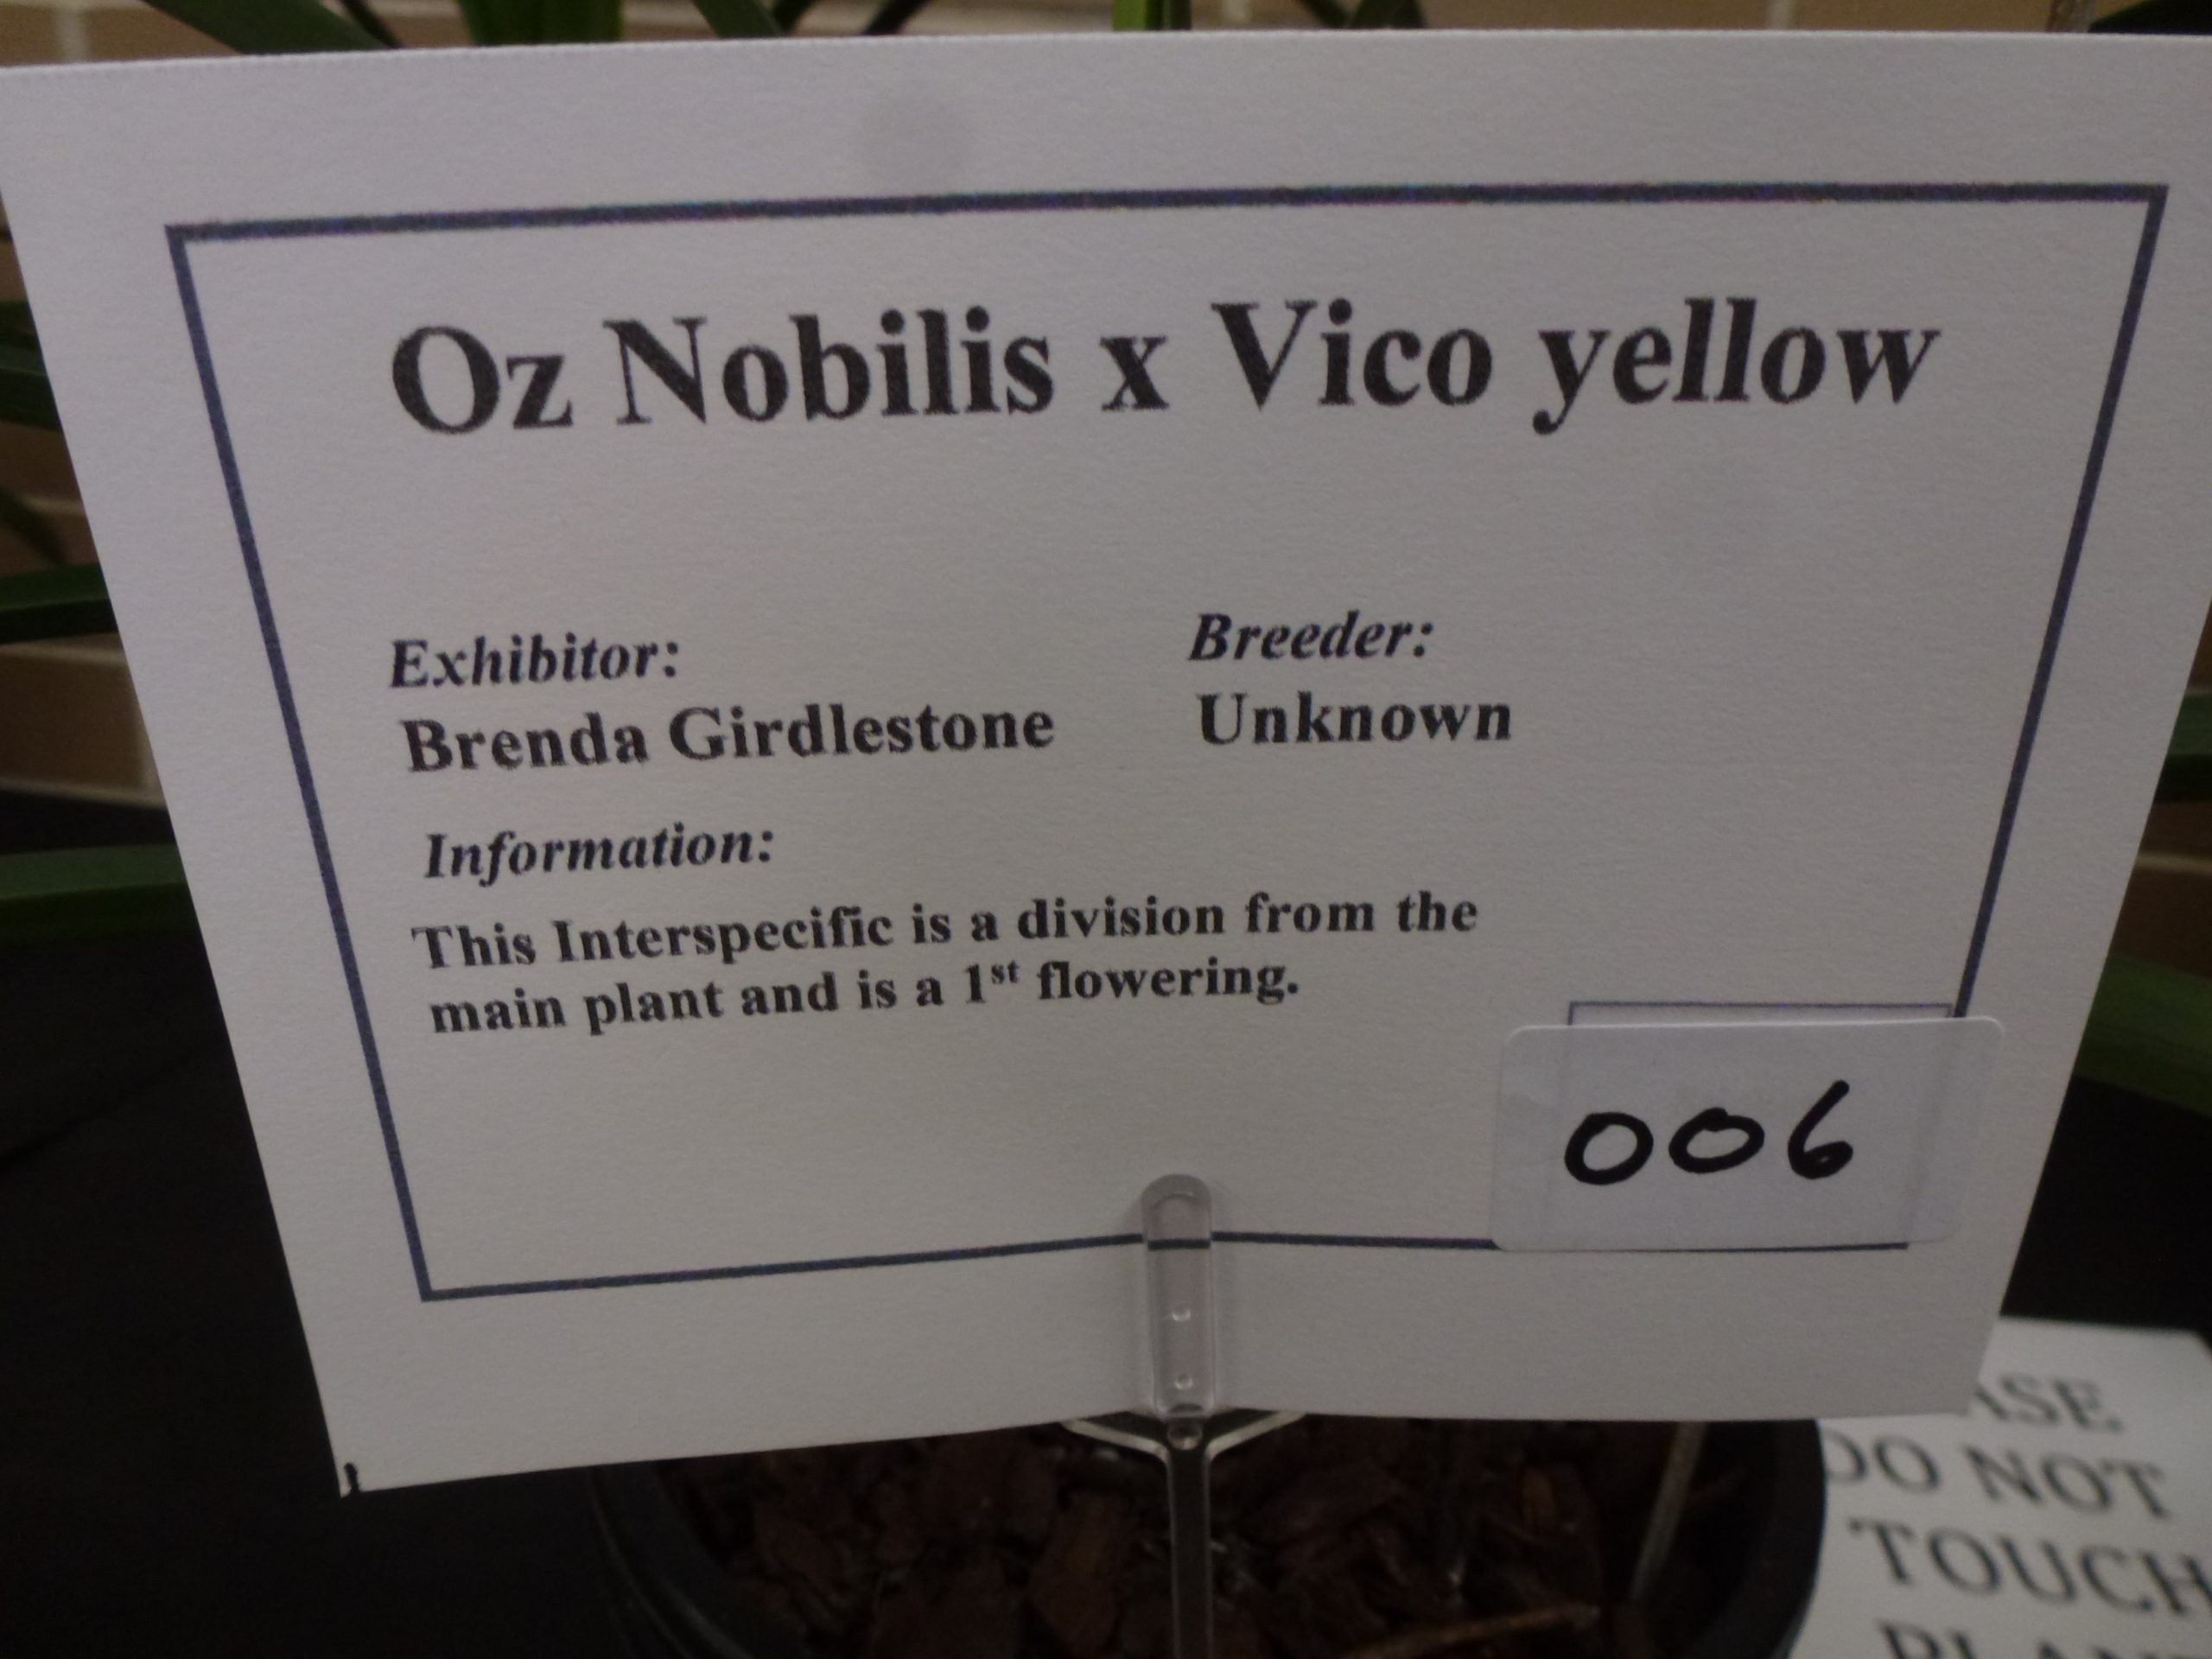 Oz Nobilis x Vico yellow
Exhibitor:
Breeder:
Brenda Girdlestone
Unknown
Information:
This Interspecific is a division from the
main plant and is a 1st flowering.
006
DO NOT
TOUCH